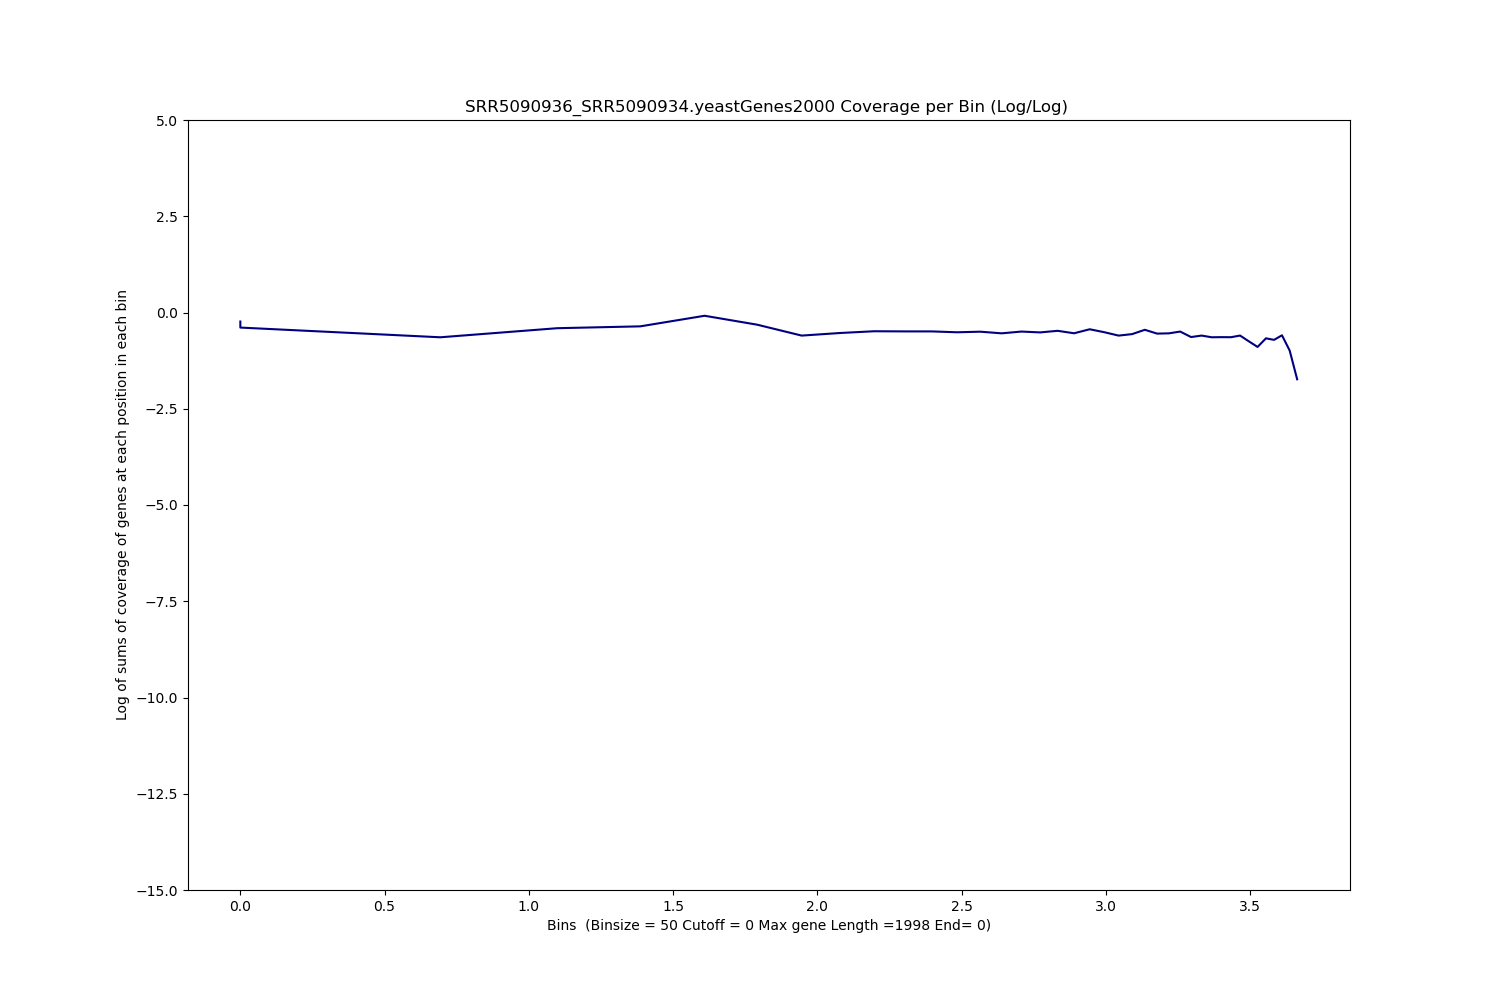 SRR5090936_SRR5090934.yeastGenes2000 Coverage per Bin (Log/Log)
5.0
2.5
0.0
−2.5
−5.0
−7.5
−10.0
−12.5
−15.0
Log of sums of coverage of genes at each position in each bin
0.0 0.5 1.0 1.5 2.0 2.5 3.0 3.5
Bins  (Binsize = 50 Cutoff = 0 Max gene Length =1998 End= 0)